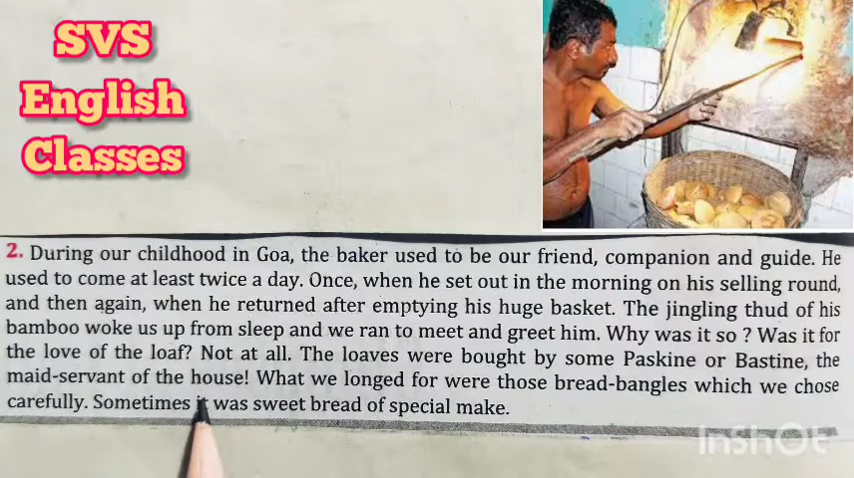 SVS
English
Classes
2. During our childhood in Goa, the baker used to be our friend, companion and guide. He
used to come at least twice a day. Once, when he set out in the morning on his selling round,
and then again, when he returned after emptying his huge basket. The jingling thud of his
bamboo woke us up from sleep and we ran to meet and greet him. Why was it so ? Was it for
the love of the loaf? Not at all. The loaves were bought by some Paskine or Bastine, the
maid-servant of the house! What we longed for were those bread-bangles which we chose
carefully. Sometimes it was sweet bread of special make.
InShOt